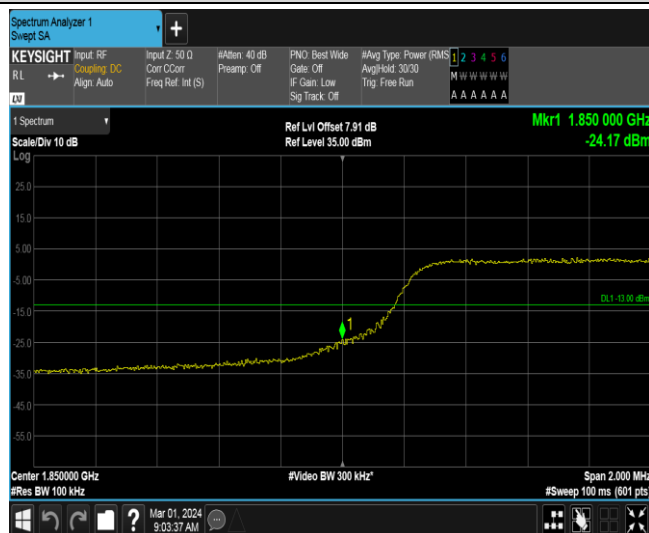 Spectrum Analyzer 1
Swept SA
+
KEYSIGHT
RL
LXI
Input: RF
Coupling: DC
Align: Auto
Input Z: 50 Ω
Corr CCorr
Freq Ref: Int (S)
#Atten: 40 dB
Preamp: Off
PNO: Best Wide
Gate: Off
IF Gain: Low
Sig Track: Off
#Avg Type: Power (RMS
Avg|Hold: 30/30
Trig: Free Run
1 2 3 4 5 6
M W W W W W
A A A A A A
1 Spectrum
Scale/Div 10 dB
Log
Ref Lvl Offset 7.91 dB
Ref Level 35.00 dBm
Mkr1 1.850 000 GHz
-24.17 dBm
25.0
15.0
5.00
-5.00
-15.0
-25.0
-35.0
-45.0
-55.0
DL1 -13.00 dBm
1
Center 1.850000 GHz
#Res BW 100 kHz
#Video BW 300 kHz*
Span 2.000 MHz
#Sweep 100 ms (601 pts)
?
Mar 01, 2024
9:03:37 AM